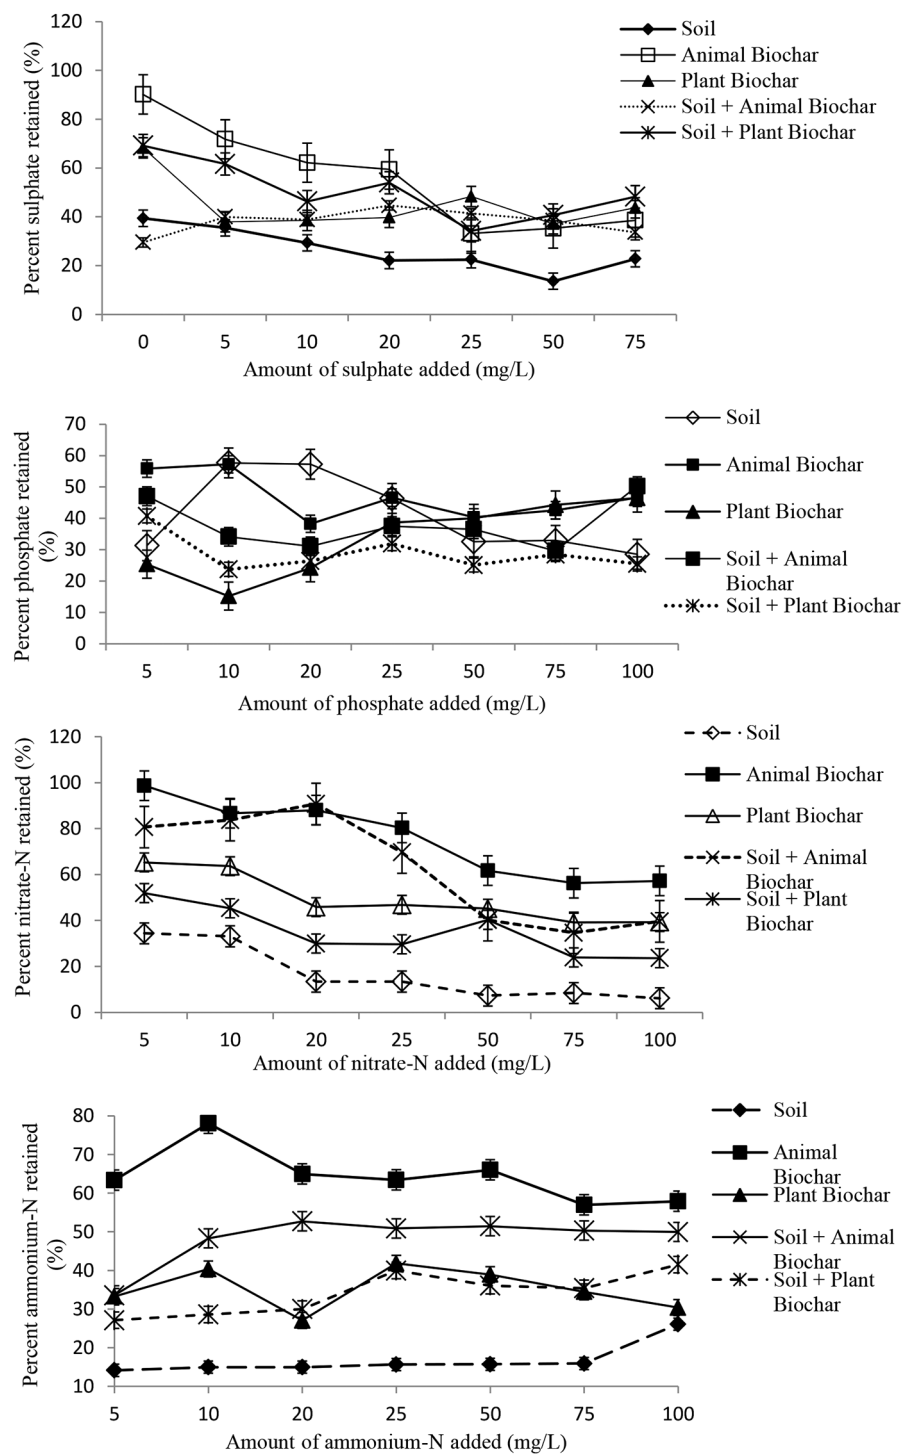 120
100
80
60
40
20
0
Percent sulphate retained (%)
0 5 10 20 25 50 75
Amount of sulphate added (mg/L)
Soil
Animal Biochar
Plant Biochar
Soil + Animal Biochar
Soil + Plant Biochar
70
60
50
40
30
20
10
0
Percent phosphate retained
(%)
5 10 20 25 50 75 100
Amount of phosphate added (mg/L)
Soil
Animal Biochar
Plant Biochar
Soil + Animal
Biochar
Soil + Plant Biochar
120
100
80
60
40
20
0
Percent nitrate-N retained (%)
5 10 20 25 50 75 100
Amount of nitrate-N added (mg/L)
Soil
Animal Biochar
Plant Biochar
Soil + Animal
Biochar
Soil + Plant
Biochar
80
70
60
50
40
30
20
10
Percent ammonium-N retained
(%)
5 10 20 25 50 75 100
Amount of ammonium-N added (mg/L)
Soil
Animal
Biochar
Plant Biochar
Soil + Animal
Biochar
Soil + Plant
Biochar